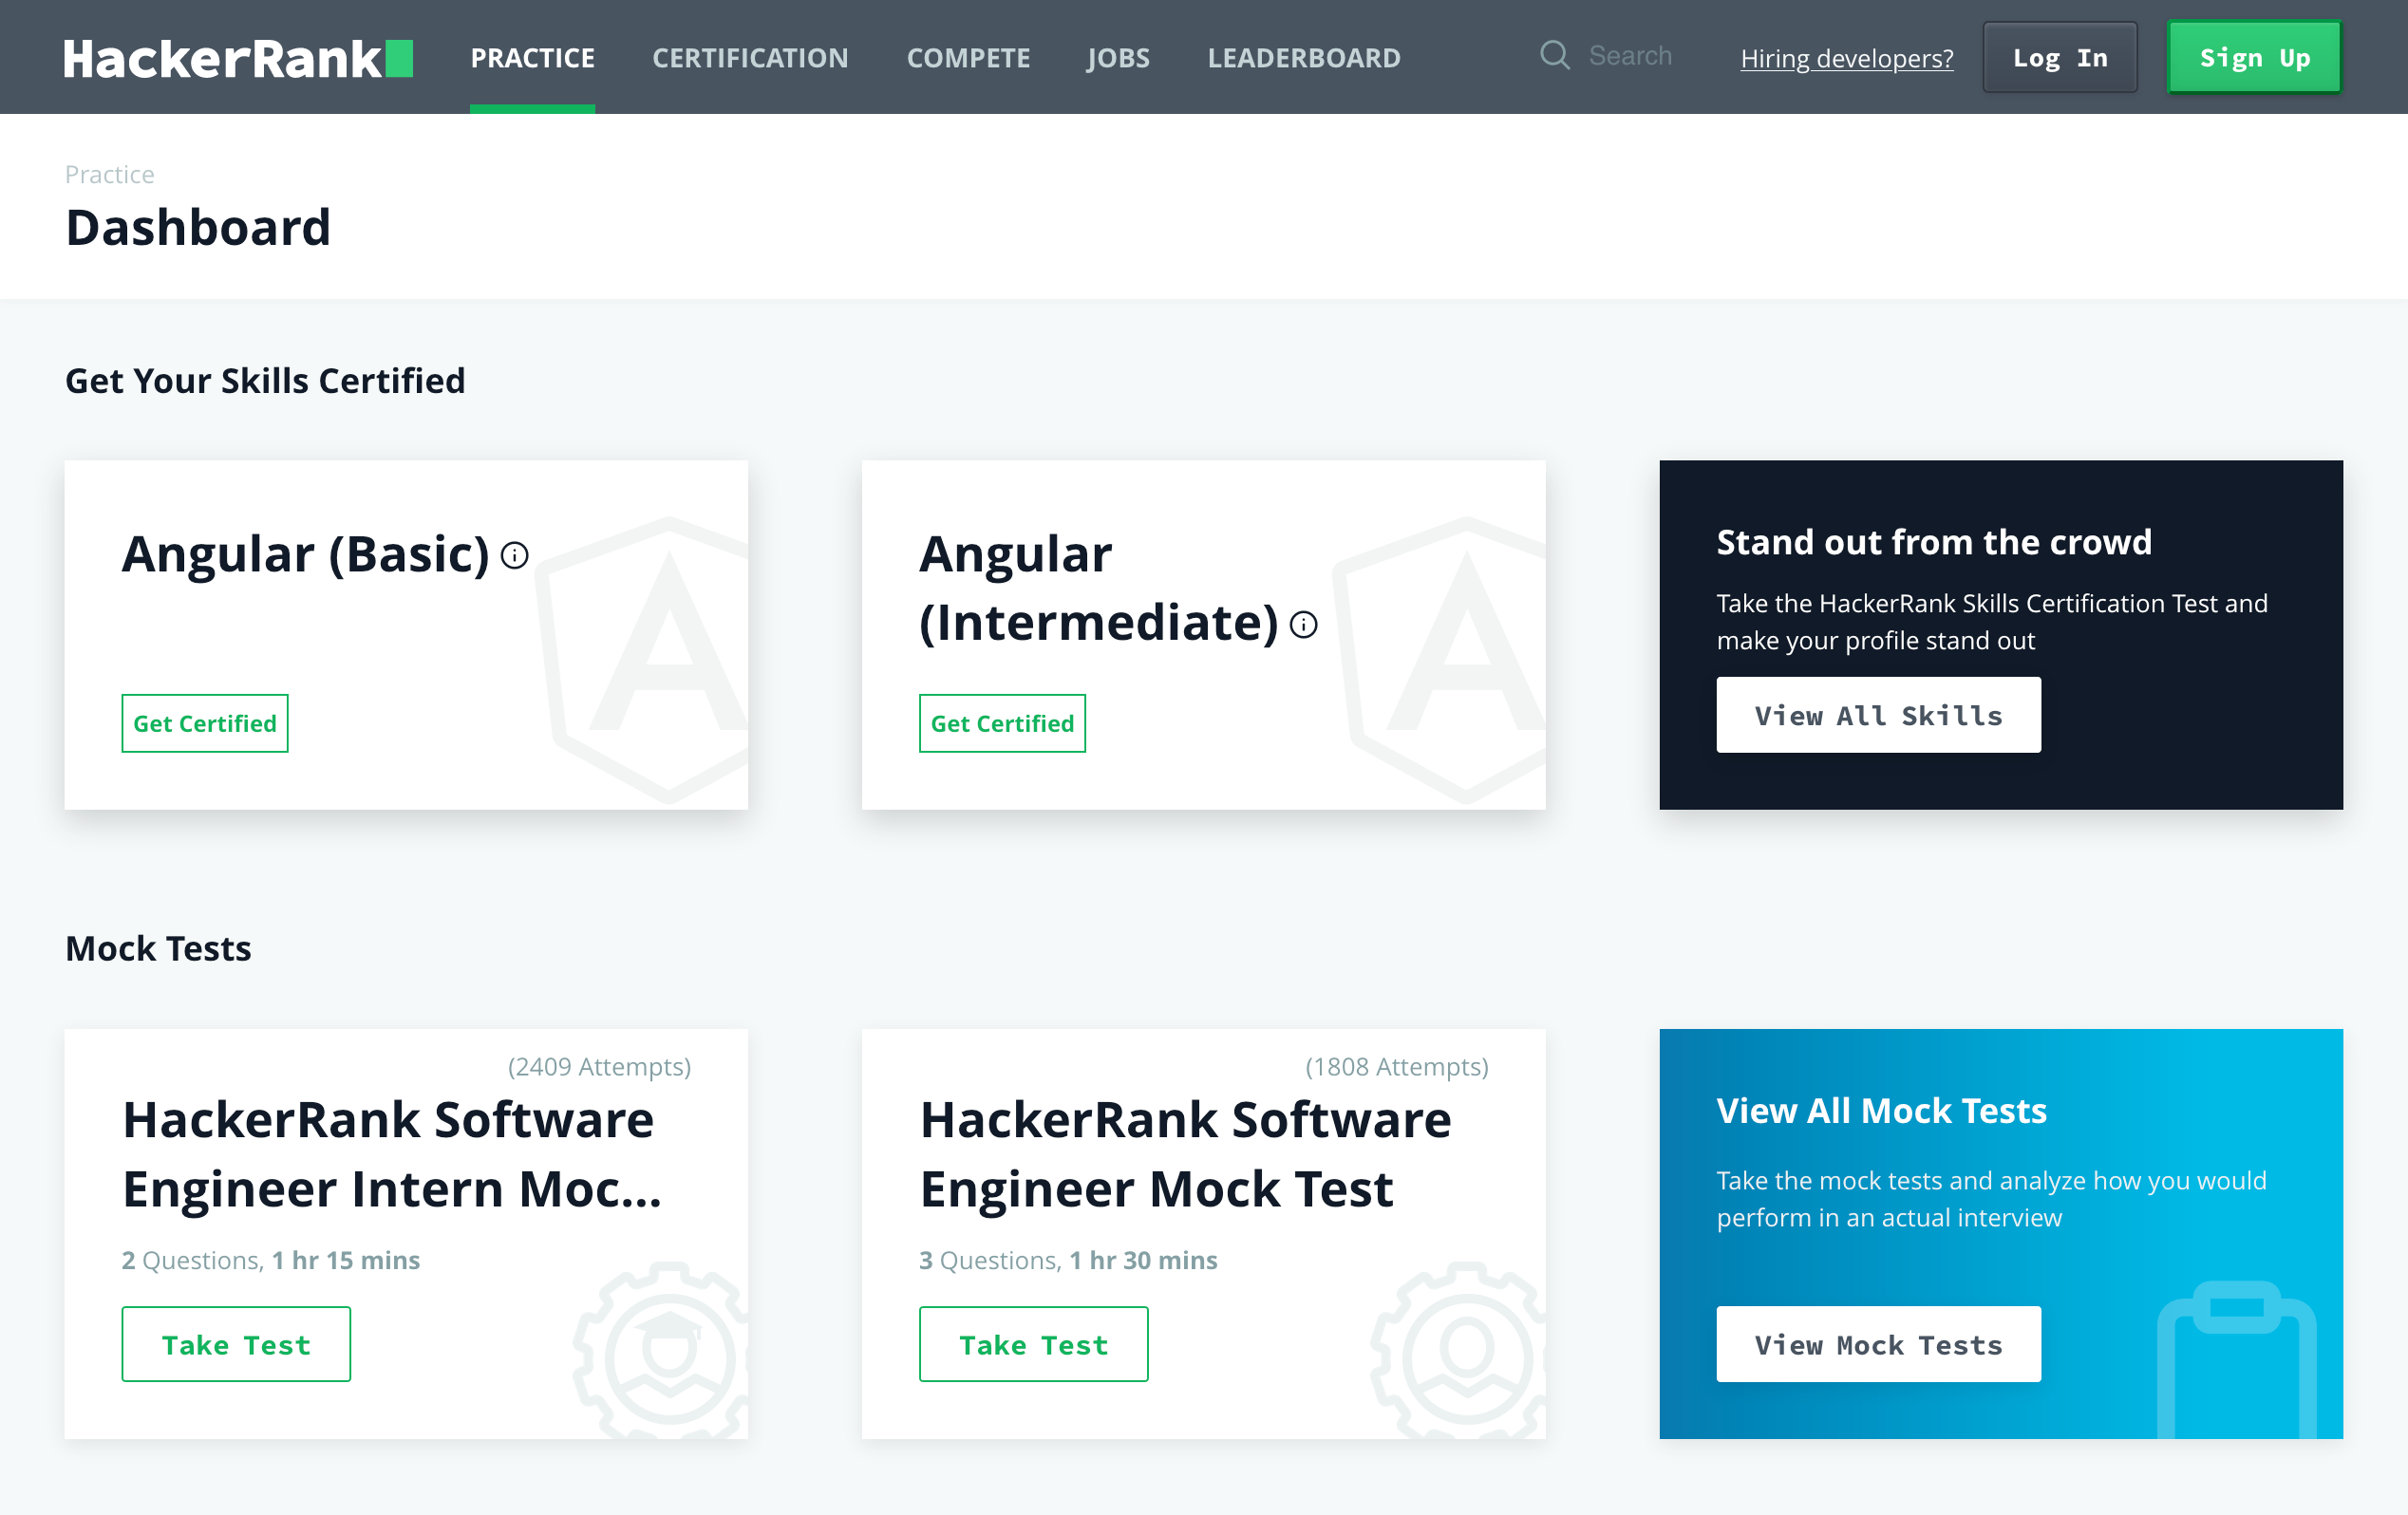 HackerRank
PRACTICE CERTIFICATION COMPETE JOBS LEADERBOARD Search Hiring developers? Log In Sign Up
Practice
Dashboard
Get Your Skills Certified
Angular (Basic)
Get Certified
Angular
(Intermediate)
Get Certified
Stand out from the crowd
Take the HackerRank Skills Certification Test and
make your profile stand out
View All Skills
Mock Tests
(2409 Attempts)
HackerRank Software
Engineer Intern Moc...
2 Questions, 1 hr 15 mins
Take Test
(1808 Attempts)
HackerRank Software
Engineer Mock Test
3 Questions, 1 hr 30 mins
Take Test
View All Mock Tests
Take the mock tests and analyze how you would
perform in an actual interview
View Mock Tests